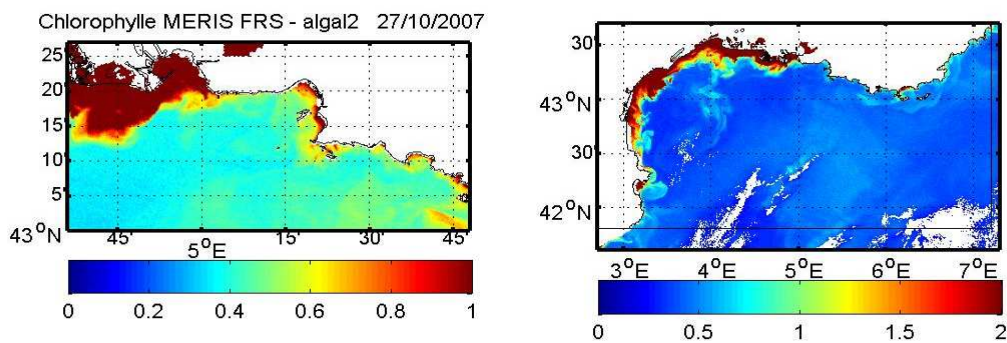 Chlorophylle MERIS FRS - algal2 27/10/2007
25'
20'
15'
10'
5'
43°N
45'
5°E
15'
30'
45'
0
0.2
0.4
0.6
0.8
1
30'
43°N
30'
42°N
3°E
4°E
5°E
6°E
7°E
0
0.5
1
1.5
2